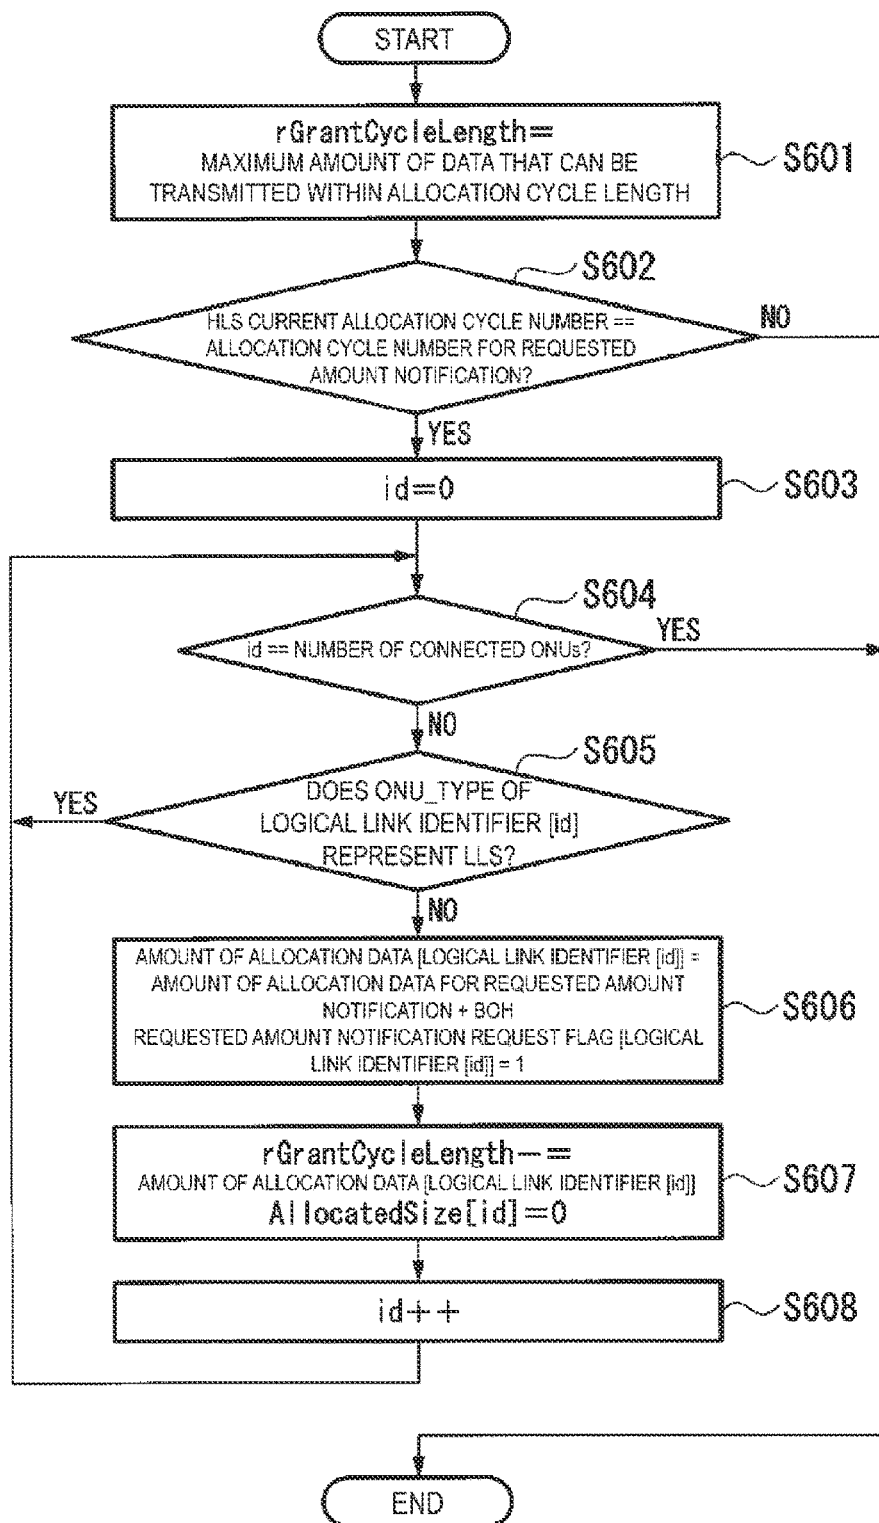 START
rGrantCycleLength=
MAXIMUM AMOUNT OF DATA THAT CAN BE
TRANSMITTED WITHIN ALLOCATION CYCLE LENGTH
S601
S602
HLS CURRENT ALLOCATION CYCLE NUMBER ==
ALLOCATION CYCLE NUMBER FOR REQUESTED
AMOUNT NOTIFICATION?
NO
YES
id=0
S603
S604
id == NUMBER OF CONNECTED ONUs?
YES
NO
S605
DOES ONU_TYPE OF
LOGICAL LINK IDENTIFIER [id]
REPRESENT LLS?
YES
NO
AMOUNT OF ALLOCATION DATA [LOGICAL LINK IDENTIFIER [id]] =
AMOUNT OF ALLOCATION DATA FOR REQUESTED AMOUNT
NOTIFICATION + BOH
REQUESTED AMOUNT NOTIFICATION REQUEST FLAG [LOGICAL
LINK IDENTIFIER [id]] = 1
S606
rGrantCycleLength-=
AMOUNT OF ALLOCATION DATA [LOGICAL LINK IDENTIFIER [id]]
AllocatedSize[id]=0
S607
id++
S608
END